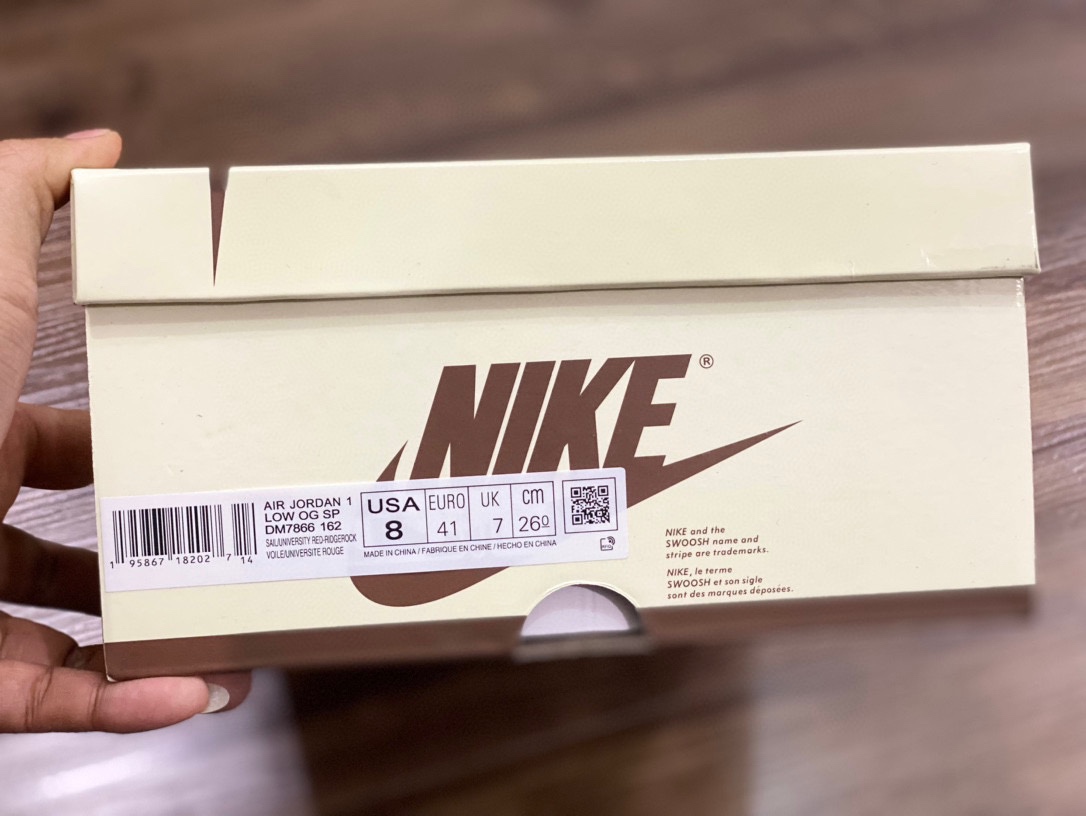 NIKE®
AIR JORDAN 1
LOW OG SP
DM7866 162
SAIL/UNIVERSITY RED-RIDGEROCK
VOILE/UNIVERSITE ROUGE
1 95867 18202 7 14
USA
8
EURO
41
UK
7
cm
26⁰
MADE IN CHINA / FABRIQUE EN CHINE / HECHO EN CHINA
NIKE and the
SWOOSH name and
stripe are trademarks.
NIKE, le terme
SWOOSH et son sigle
sont des marques déposées.